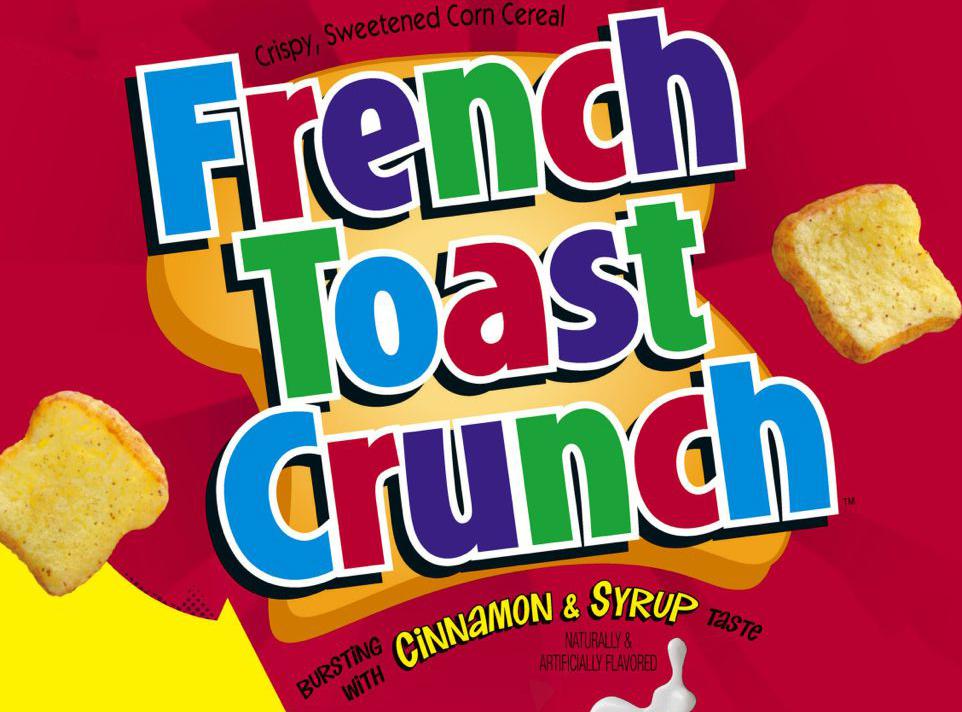 Crispy, Sweetened Corn Cereal
French
Toast
Crunch
™
BURSTING
WITH CiNNAMON & SYRUP TASTE
NATURALLY &
ARTIFICIALLY FLAVORED